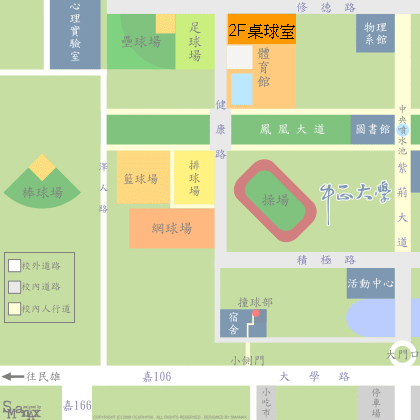 修德路
心理實驗室
壘球場
足球場
2F桌球室
體育館
物理系館
健康路
中央噴水池
鳳凰大道
圖書館
澤人路
棒球場
籃球場
排球場
操場
中正大學
紫荊大道
網球場
積極路
校外道路
校內道路
校內人行道
活動中心
撞球部
宿舍
小側門
大門口
往民雄
嘉106
大學路
嘉166
小吃市
停車場